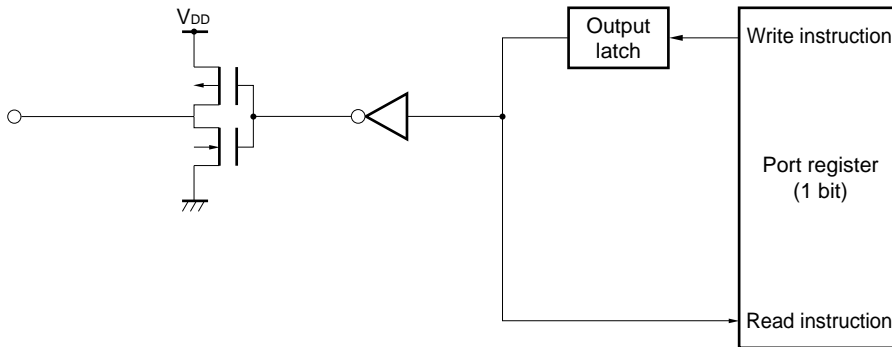 VDD
Output
latch
Write instruction
Port register
(1 bit)
Read instruction